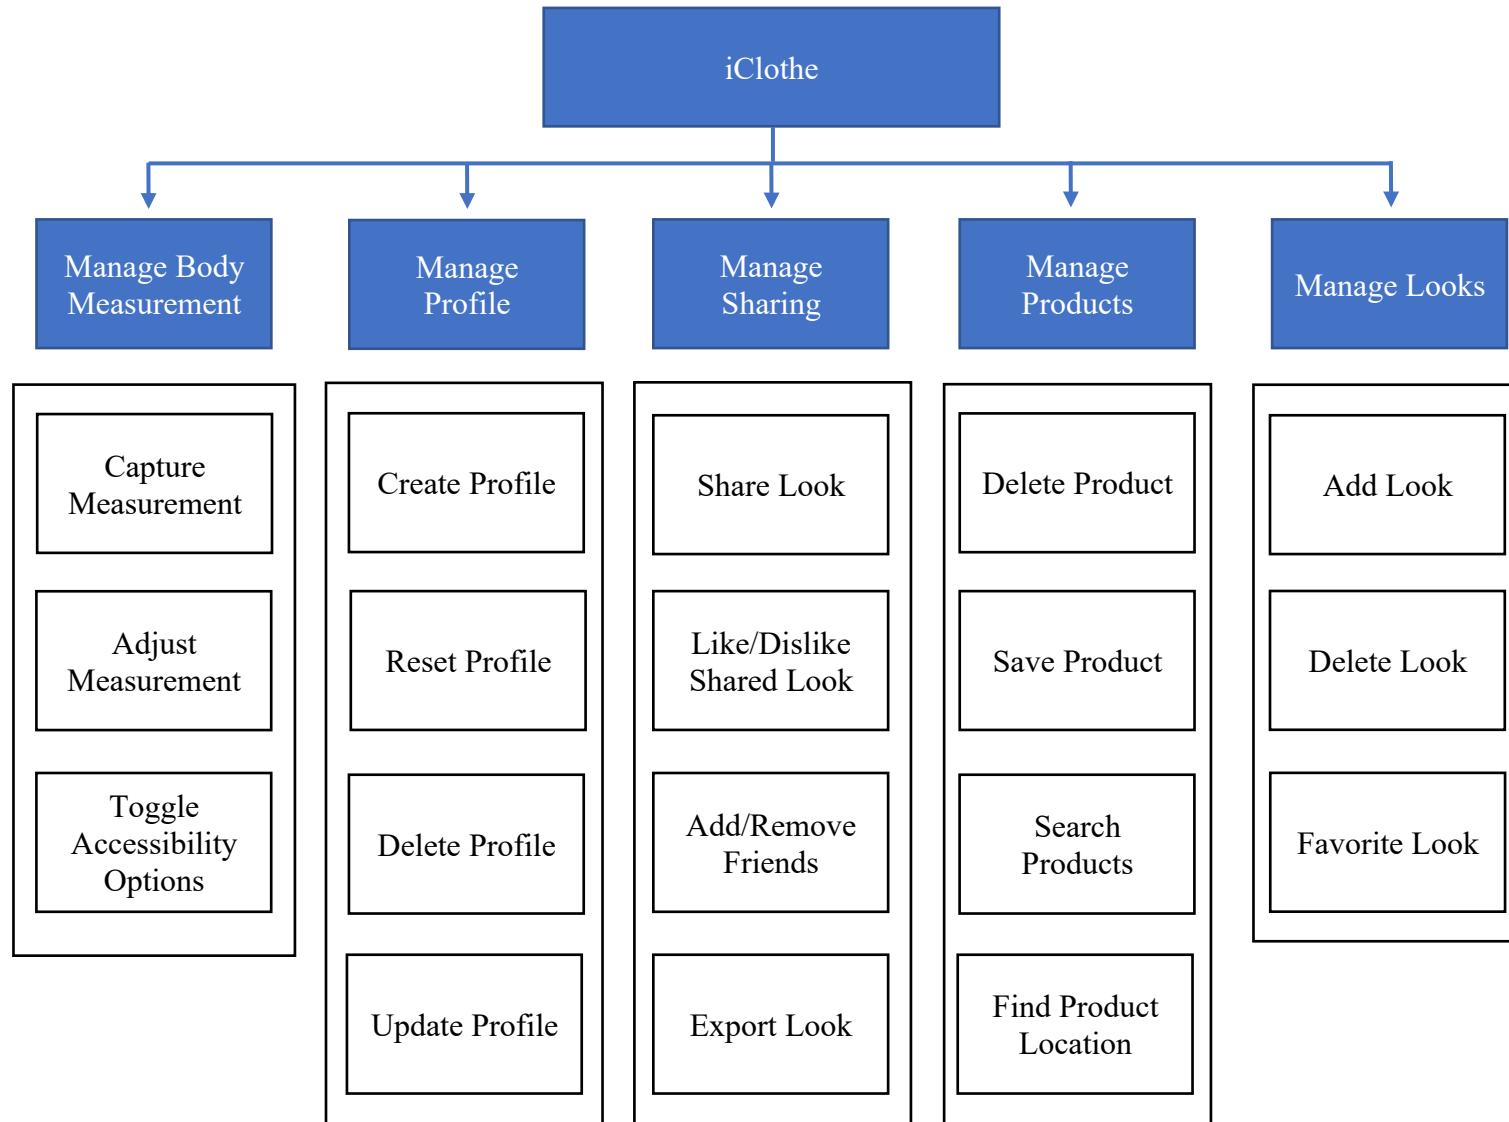 iClothe
Manage Body
Measurement
Manage
Profile
Manage
Sharing
Manage
Products
Manage Looks
Capture
Measurement
Adjust
Measurement
Toggle
Accessibility
Options
Create Profile
Reset Profile
Delete Profile
Update Profile
Share Look
Like/Dislike
Shared Look
Add/Remove
Friends
Export Look
Delete Product
Save Product
Search
Products
Find Product
Location
Add Look
Delete Look
Favorite Look